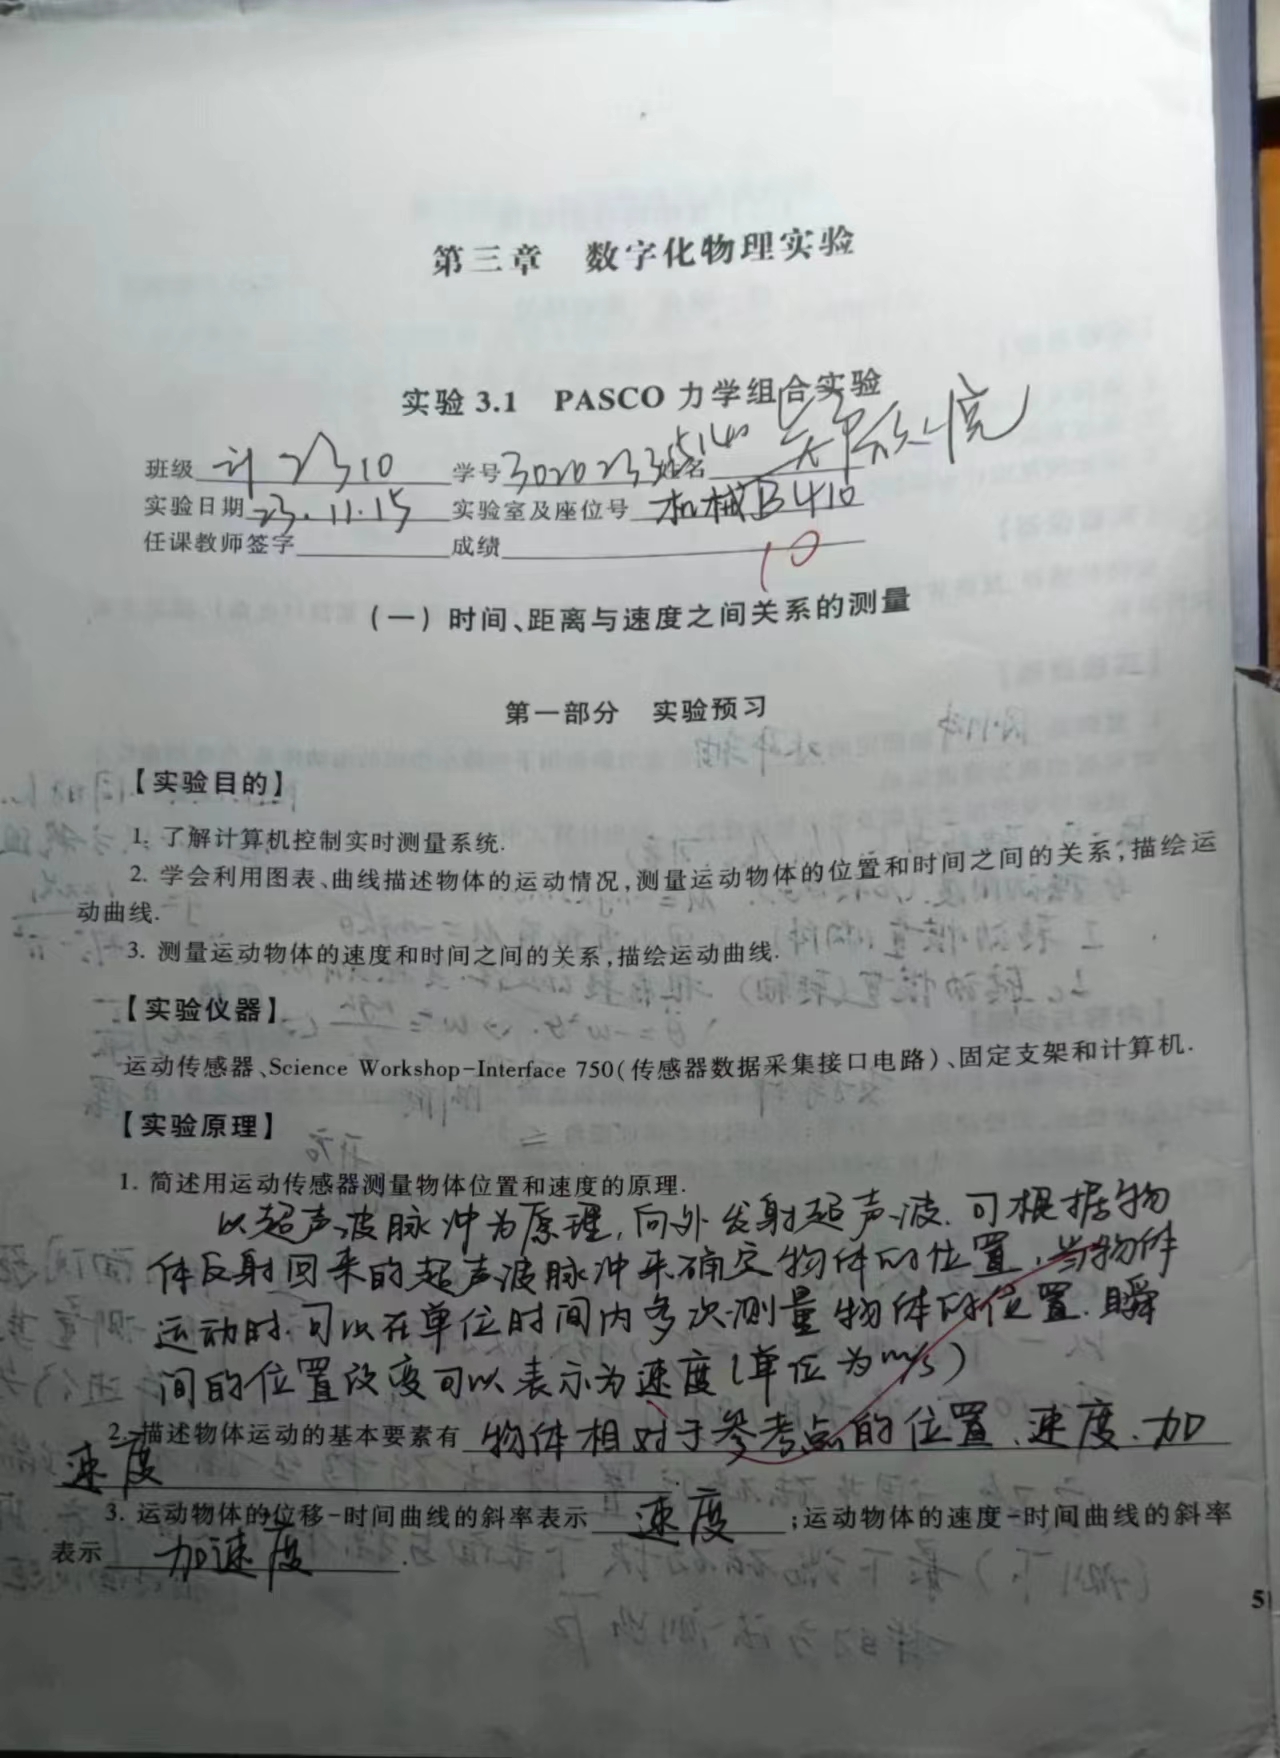 第三章 数字化物理实验
实验 3.1 PASCO 力学组合实验
班级 计2310 学号 3020233 5140 姓名
实验日期 23.11.15 实验室及座位号 机械B410
任课教师签字 成绩 10
(一) 时间、距离与速度之间关系的测量
第一部分 实验预习
【实验目的】
1. 了解计算机控制实时测量系统.
2. 学会利用图表、曲线描述物体的运动情况,测量运动物体的位置和时间之间的关系,描绘运
动曲线.
3. 测量运动物体的速度和时间之间的关系,描绘运动曲线.
【实验仪器】
运动传感器、Science Workshop-Interface 750(传感器数据采集接口电路)、固定支架和计算机.
【实验原理】
1. 简述用运动传感器测量物体位置和速度的原理.
以超声波脉冲为原理,向外发射超声波.可根据物
体反射回来的超声波脉冲来确定物体的位置,当物体
运动时.可以在单位时间内多次测量物体的位置.瞬
间的位置改变可以表示为速度(单位为m/s)
2. 描述物体运动的基本要素有 物体相对于参考点的位置、速度、加
速度
3. 运动物体的位移-时间曲线的斜率表示 速度 ;运动物体的速度-时间曲线的斜率
表示 加速度 .
5